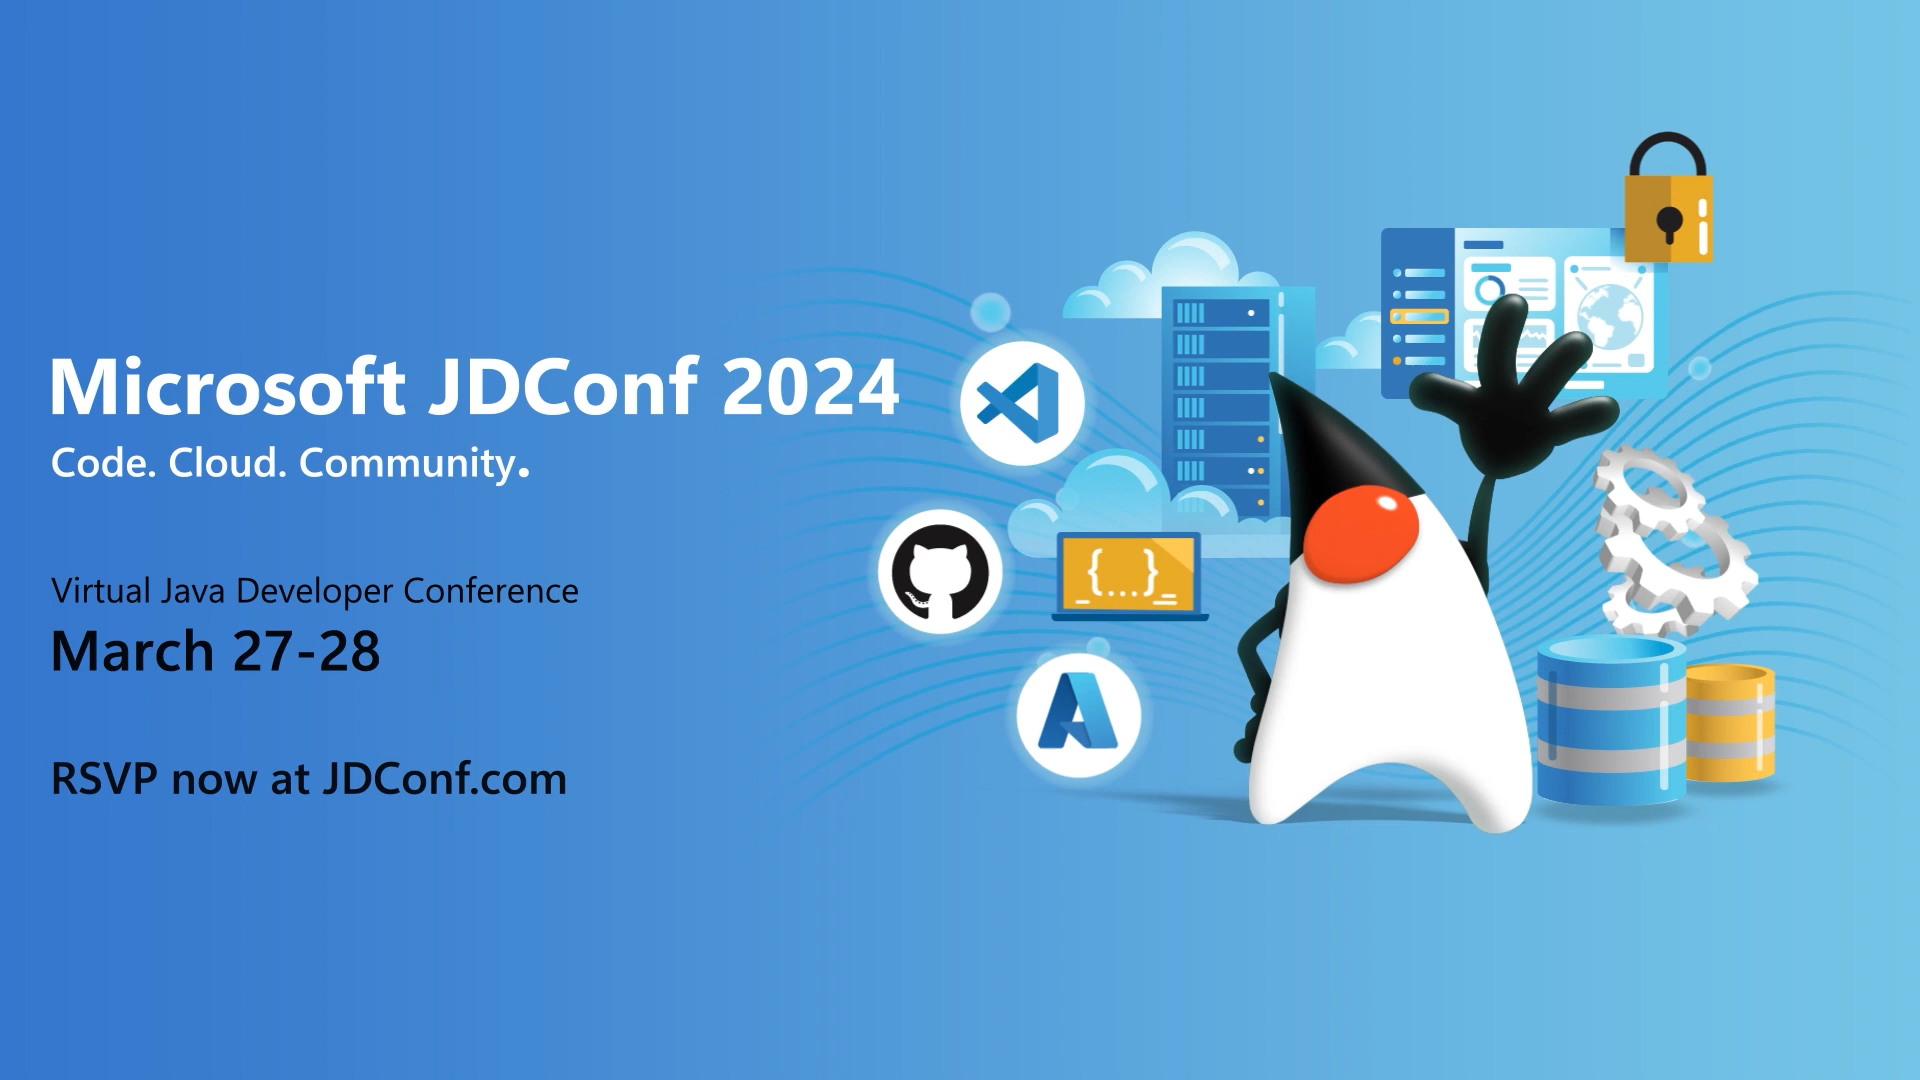 Microsoft JDConf 2024
Code. Cloud. Community.
Virtual Java Developer Conference
March 27-28
RSVP now at JDConf.com
{...}